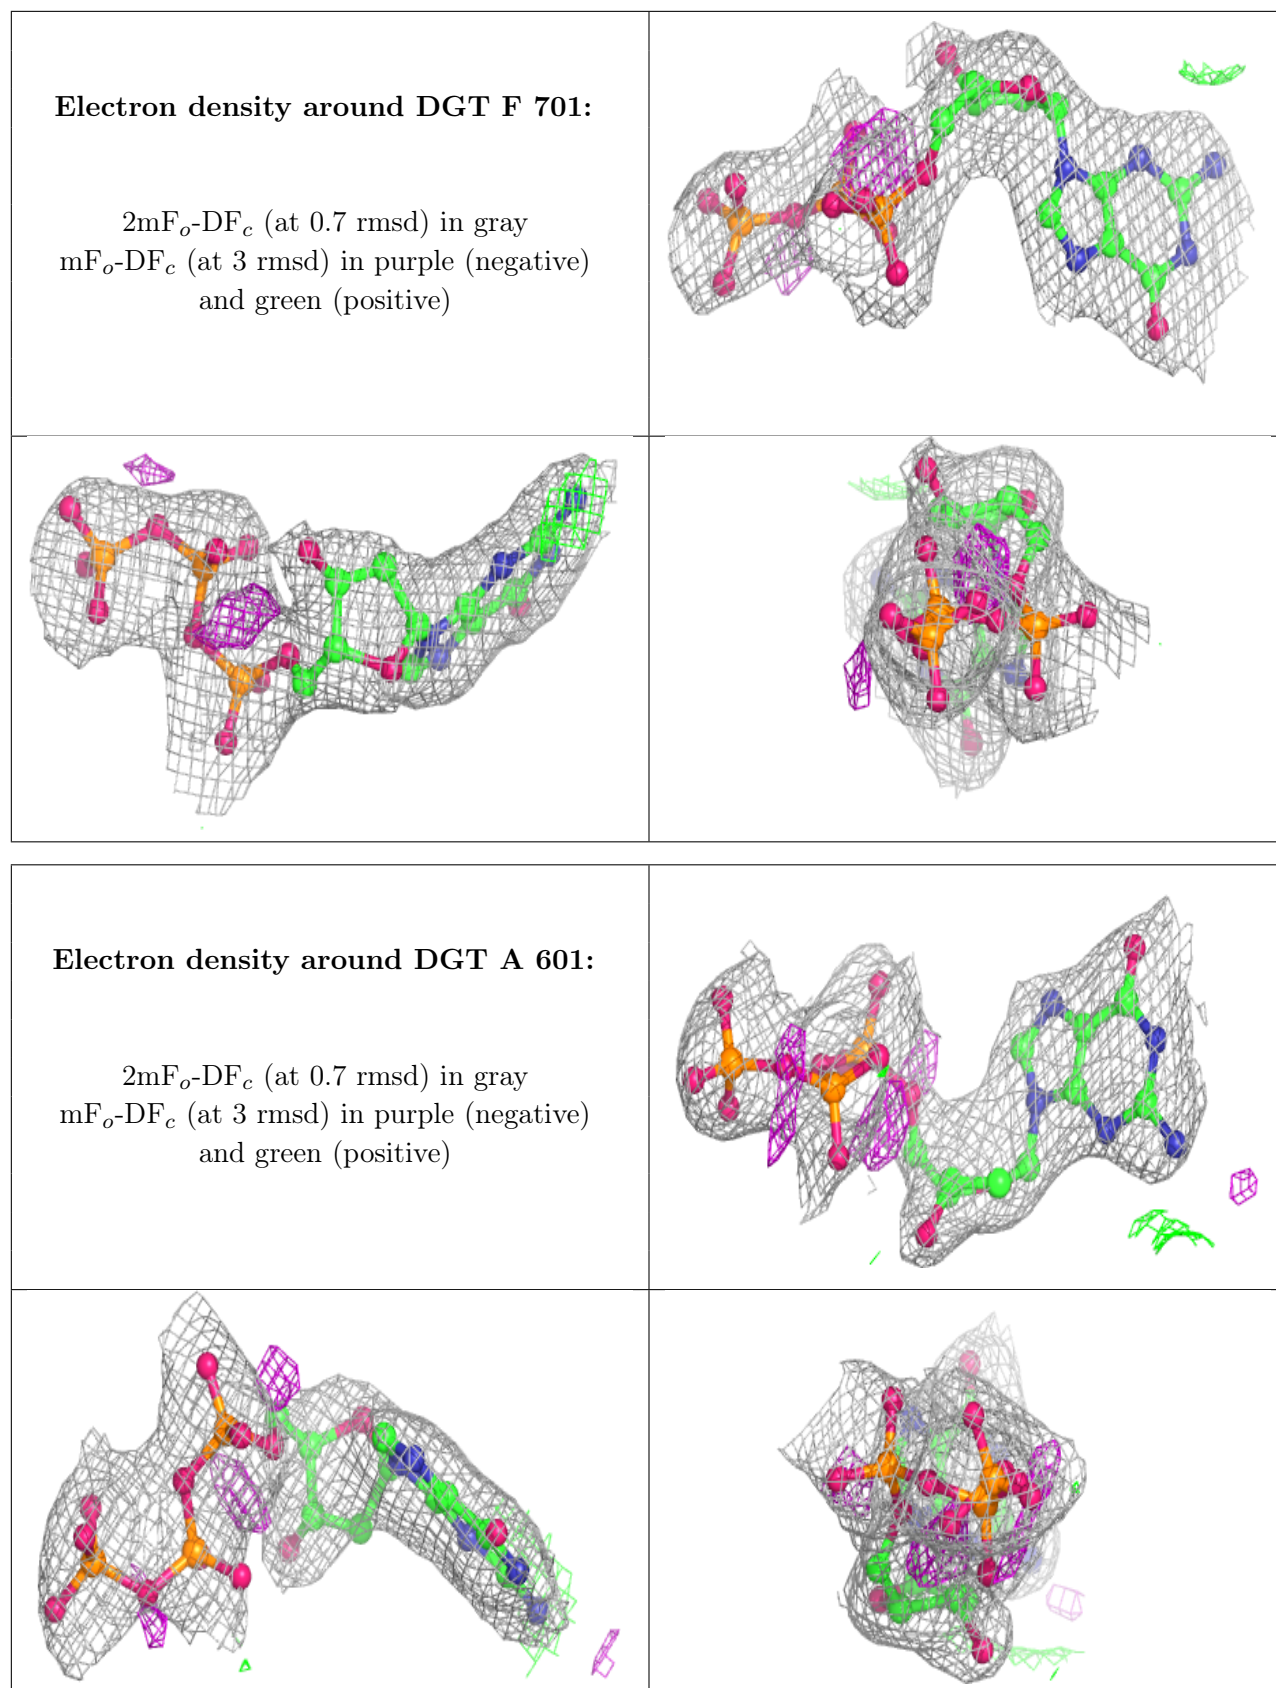 Electron density around DGT F 701:
2mFo-DFc (at 0.7 rmsd) in gray
mFo-DFc (at 3 rmsd) in purple (negative)
and green (positive)
Electron density around DGT A 601:
2mFo-DFc (at 0.7 rmsd) in gray
mFo-DFc (at 3 rmsd) in purple (negative)
and green (positive)